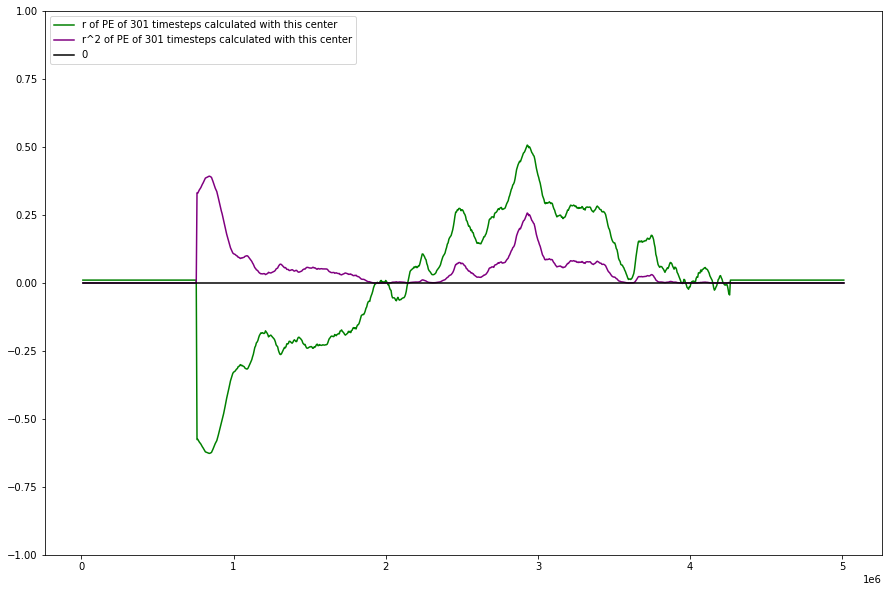 r of PE of 301 timesteps calculated with this center
r^2 of PE of 301 timesteps calculated with this center
0
1.00
0.75
0.50
0.25
0.00
−0.25
−0.50
−0.75
−1.00
0 1 2 3 4 5
1e6